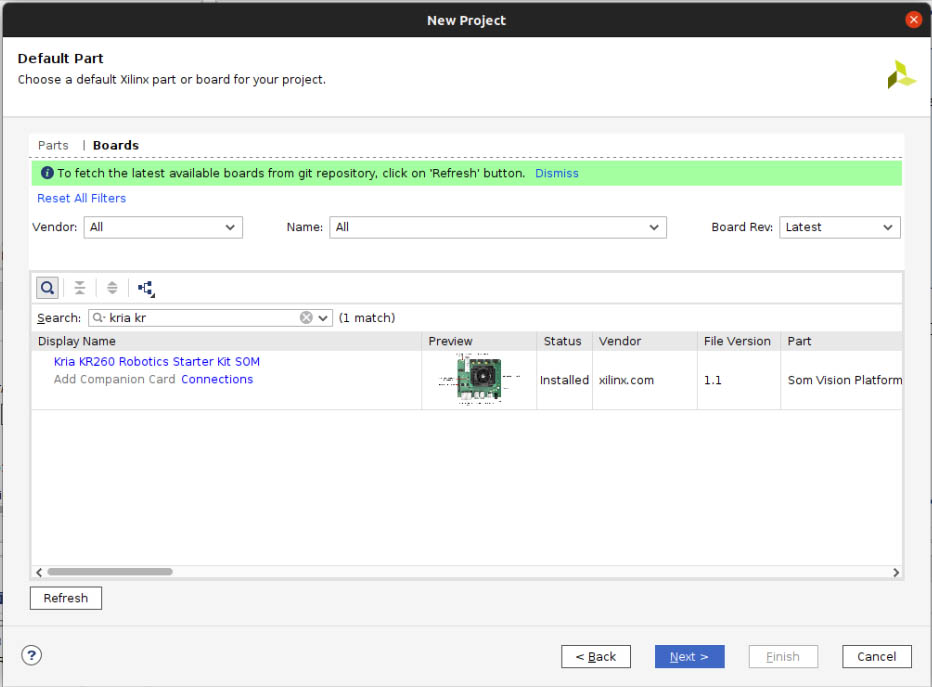 New Project
Default Part
Choose a default Xilinx part or board for your project.
Parts | Boards
To fetch the latest available boards from git repository, click on 'Refresh' button. Dismiss
Reset All Filters
Vendor: All Name: All Board Rev: Latest
Search: kria kr (1 match)
Display Name Preview Status Vendor File Version Part
Kria KR260 Robotics Starter Kit SOM
Add Companion Card Connections
Installed xilinx.com 1.1 Som Vision Platform
Refresh
? < Back Next > Finish Cancel